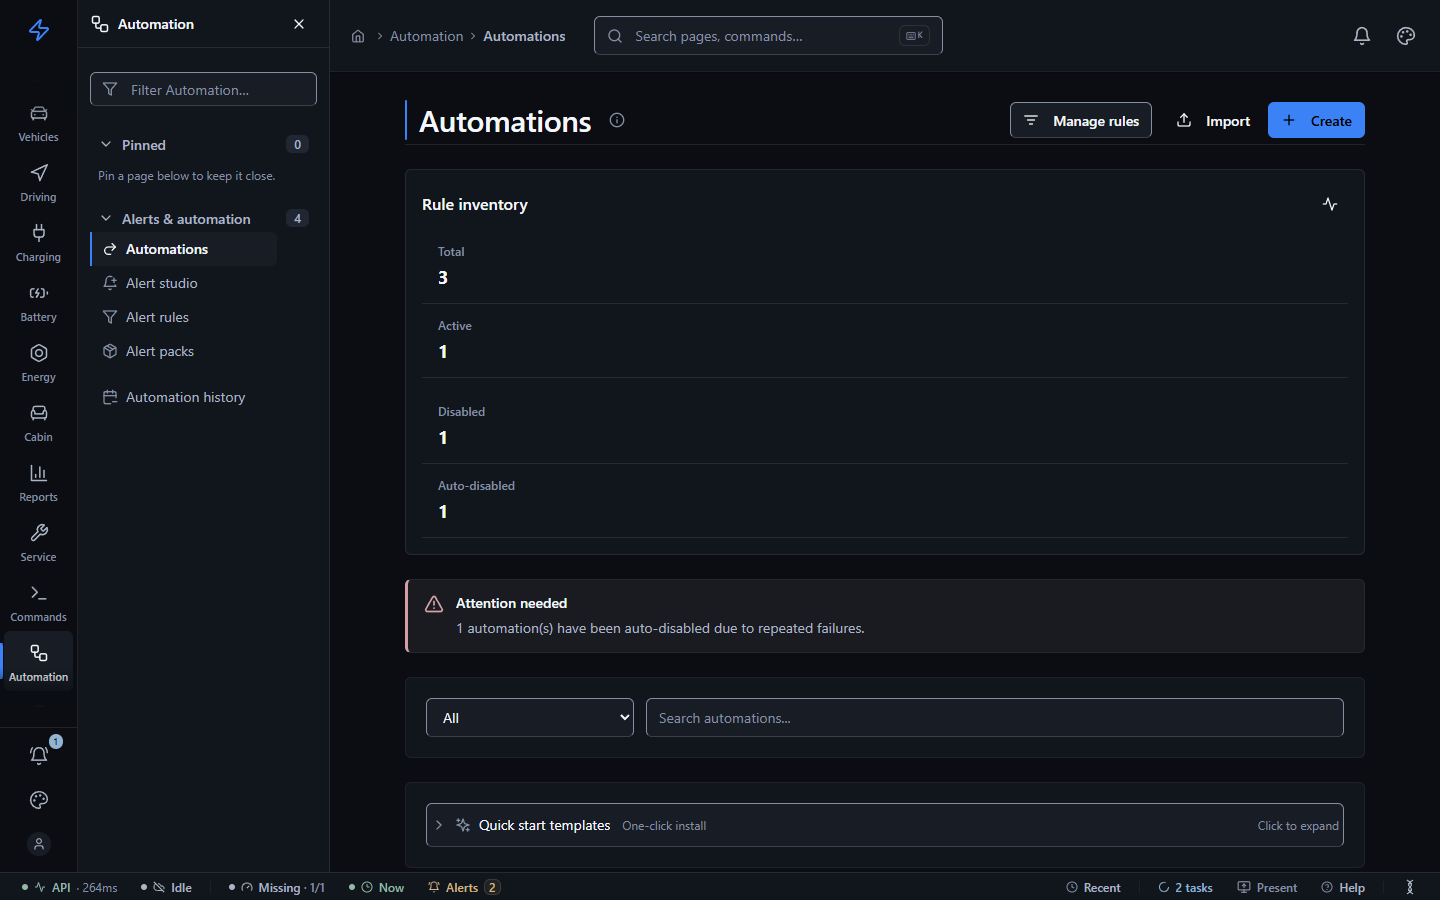 Automation
Automation
Automations
Search pages, commands...
K
Vehicles
Driving
Charging
Battery
Energy
Cabin
Reports
Service
Commands
Automation
1
Filter Automation...
Pinned
0
Pin a page below to keep it close.
Alerts & automation
4
Automations
Alert studio
Alert rules
Alert packs
Automation history
Automations
Manage rules
Import
Create
Rule inventory
Total
3
Active
1
Disabled
1
Auto-disabled
1
Attention needed
1 automation(s) have been auto-disabled due to repeated failures.
All
Search automations...
Quick start templates One-click install
Click to expand
API · 264ms
Idle
Missing · 1/1
Now
Alerts 2
Recent
2 tasks
Present
Help